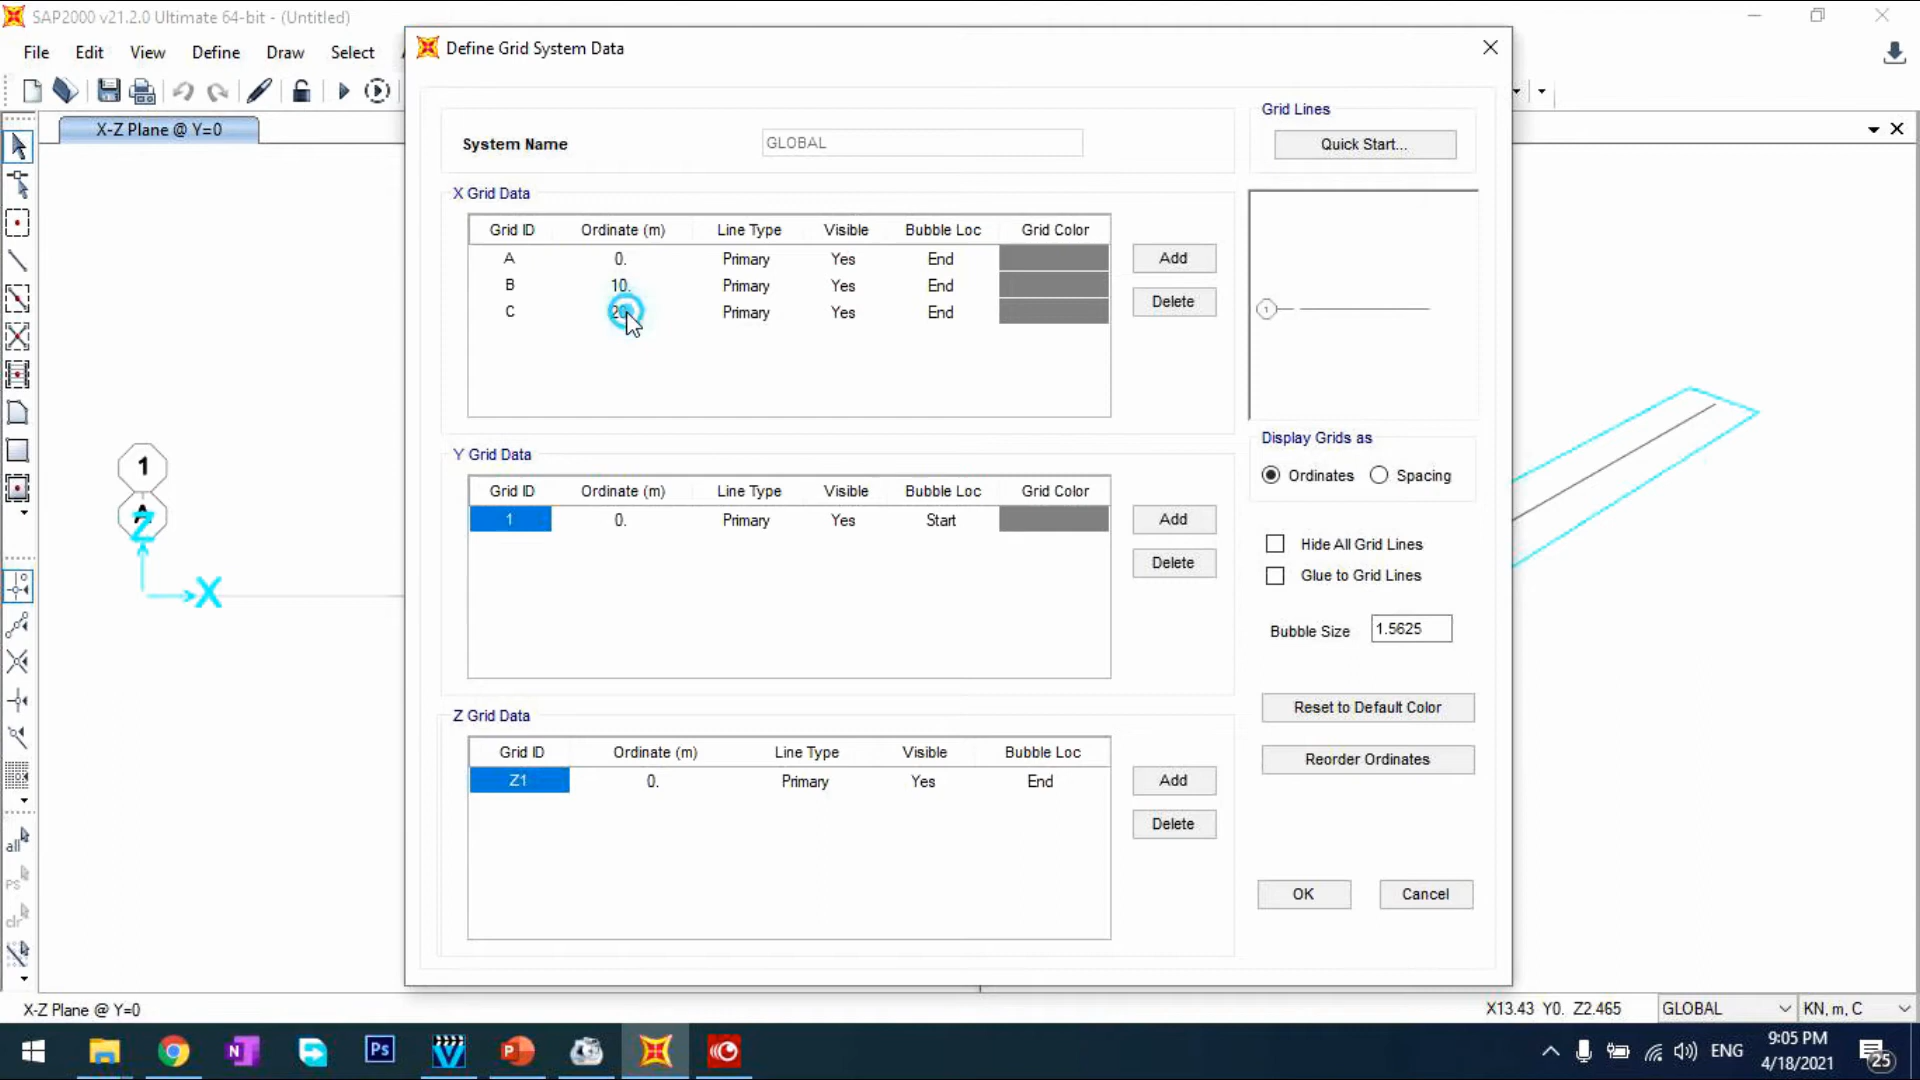 SAP2000 v21.2.0 Ultimate 64-bit - (Untitled)
File Edit View Define Draw Select
Define Grid System Data
X-Z Plane @ Y=0
System Name GLOBAL
Grid Lines
Quick Start...
X Grid Data
Grid ID Ordinate (m) Line Type Visible Bubble Loc Grid Color
A 0. Primary Yes End
B 10. Primary Yes End
C Primary Yes End
Add
Delete
1
Y Grid Data
Grid ID Ordinate (m) Line Type Visible Bubble Loc Grid Color
1 0. Primary Yes Start
Add
Delete
Display Grids as
Ordinates Spacing
Hide All Grid Lines
Glue to Grid Lines
Bubble Size 1.5625
Z Grid Data
Grid ID Ordinate (m) Line Type Visible Bubble Loc
Z1 0. Primary Yes End
Add
Delete
Reset to Default Color
Reorder Ordinates
OK Cancel
1
A
Z
X
all
ps
clr
X-Z Plane @ Y=0
X13.43 Y0. Z2.465
GLOBAL
KN, m, C
N
Ps
V
P
ENG
9:05 PM
4/18/2021
25